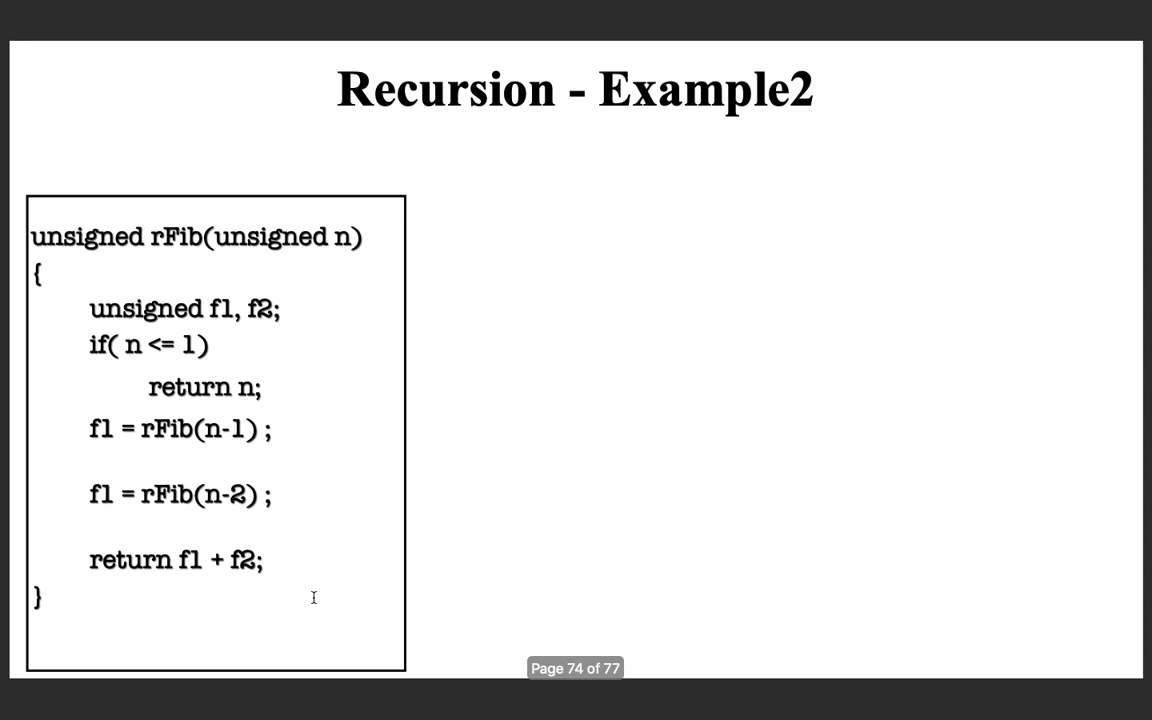 Recursion - Example2
unsigned rFib(unsigned n)
{
unsigned f1, f2;
if( n <= 1)
return n;
f1 = rFib(n-1) ;
f1 = rFib(n-2) ;
return f1 + f2;
}
Page 74 of 77